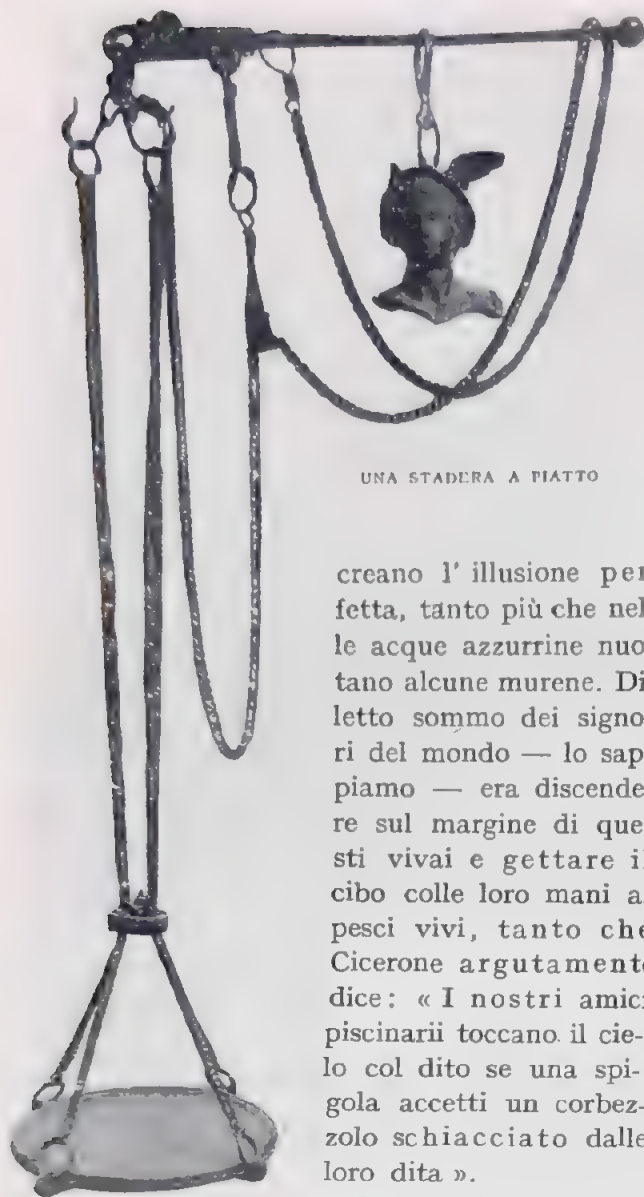 UNA STADERA A PIATTO
creano l' illusione per
fetta, tanto più che nel
le acque azzurrine nuo
tano alcune murene. Di
letto sommo dei signo
ri del mondo — lo sap
piamo — era discende
re sul margine di que
sti vivai e gettare il
cibo colle loro mani a
pesci vivi, tanto che
Cicerone argutamente
dice: « I nostri amici
piscinarii toccano il cie-
lo col dito se una spi-
gola accetti un corbez-
zolo schiacciato dalle
loro dita ».